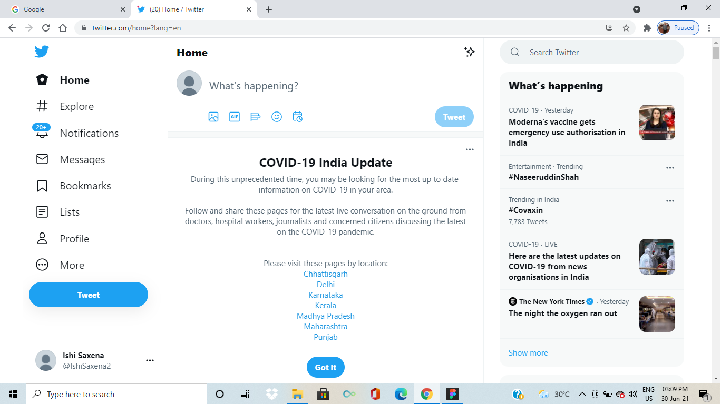 Google
(20) Home / Twitter
twitter.com/home?lang=en
Paused
Home
Explore
20+
Notifications
Messages
Bookmarks
Lists
Profile
More
Tweet
Ishi Saxena
@IshiSaxena2
Home
What's happening?
GIF
Tweet
COVID-19 India Update
During this unprecedented time, you may be looking for the most up to date
information on COVID-19 in your area.
Follow and share these pages for the latest live conversation on the ground from
doctors, hospital workers, journalists and concerned citizens discussing the latest
on the COVID-19 pandemic.
Please visit these pages by location:
Chhattisgarh
Delhi
Karnataka
Kerala
Madhya Pradesh
Maharashtra
Punjab
Got it
Search Twitter
What's happening
COVID-19 · Yesterday
Moderna's vaccine gets
emergency use authorisation in
India
Entertainment · Trending
#NaseeruddinShah
Trending in India
#Covaxin
7,783 Tweets
COVID-19 · LIVE
Here are the latest updates on
COVID-19 from news
organisations in India
The New York Times · Yesterday
The night the oxygen ran out
Show more
Type here to search
30°C
ENG
US
30 Jun 21